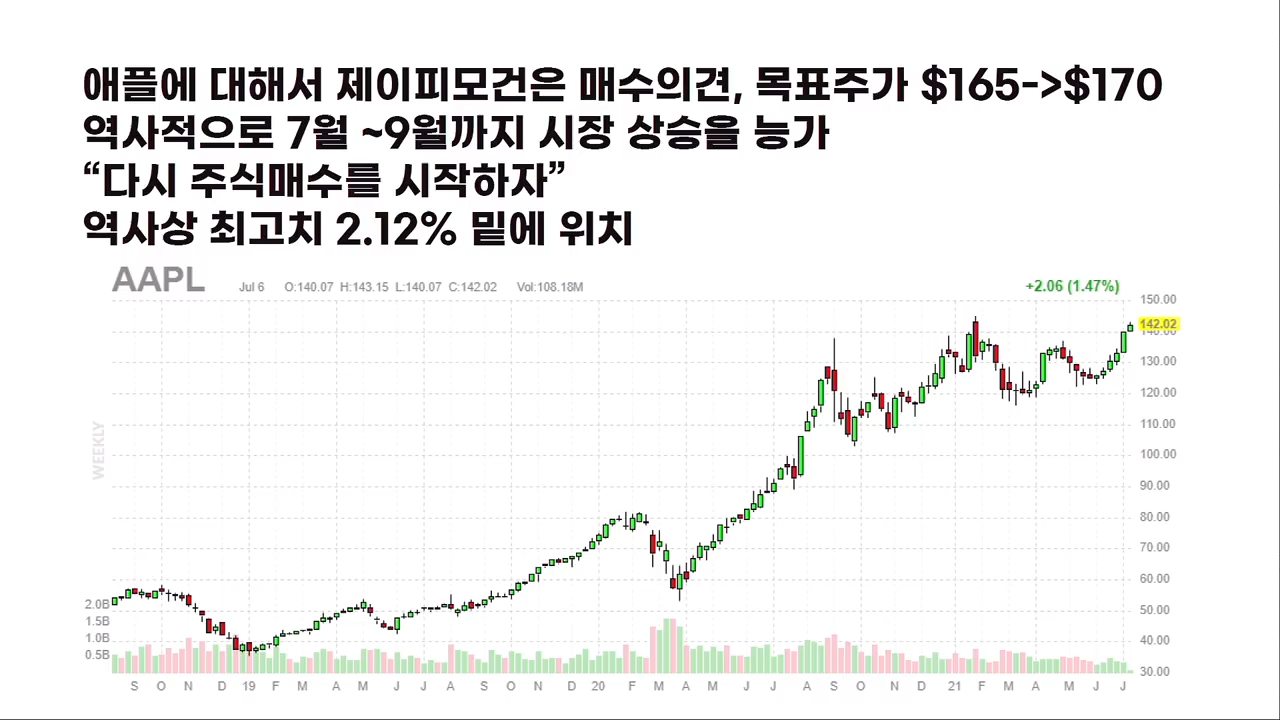 애플에 대해서 제이피모건은 매수의견, 목표주가 $165->$170
역사적으로 7월 ~9월까지 시장 상승을 능가
“다시 주식매수를 시작하자”
역사상 최고치 2.12% 밑에 위치
AAPL Jul 6 O:140.07 H:143.15 L:140.07 C:142.02 Vol:108.18M +2.06 (1.47%)
150.00
142.02
140.00
130.00
120.00
110.00
WEEKLY
100.00
90.00
80.00
70.00
60.00
2.0B 50.00
1.5B
1.0B 40.00
0.5B
30.00
S O N D 19 F M A M J J A S O N D 20 F M A M J J A S O N D 21 F M A M J J